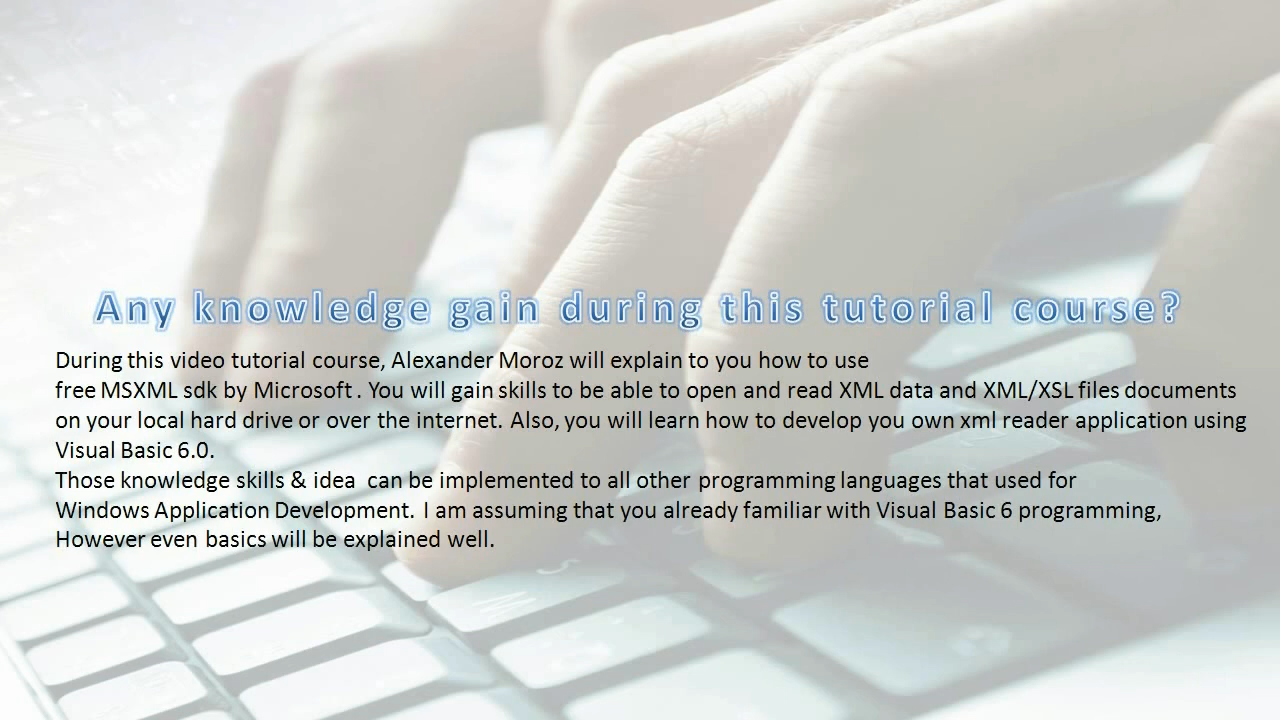 Any knowledge gain during this tutorial course?
During this video tutorial course, Alexander Moroz will explain to you how to use
free MSXML sdk by Microsoft . You will gain skills to be able to open and read XML data and XML/XSL files documents
on your local hard drive or over the internet. Also, you will learn how to develop you own xml reader application using
Visual Basic 6.0.
Those knowledge skills & idea can be implemented to all other programming languages that used for
Windows Application Development. I am assuming that you already familiar with Visual Basic 6 programming,
However even basics will be explained well.